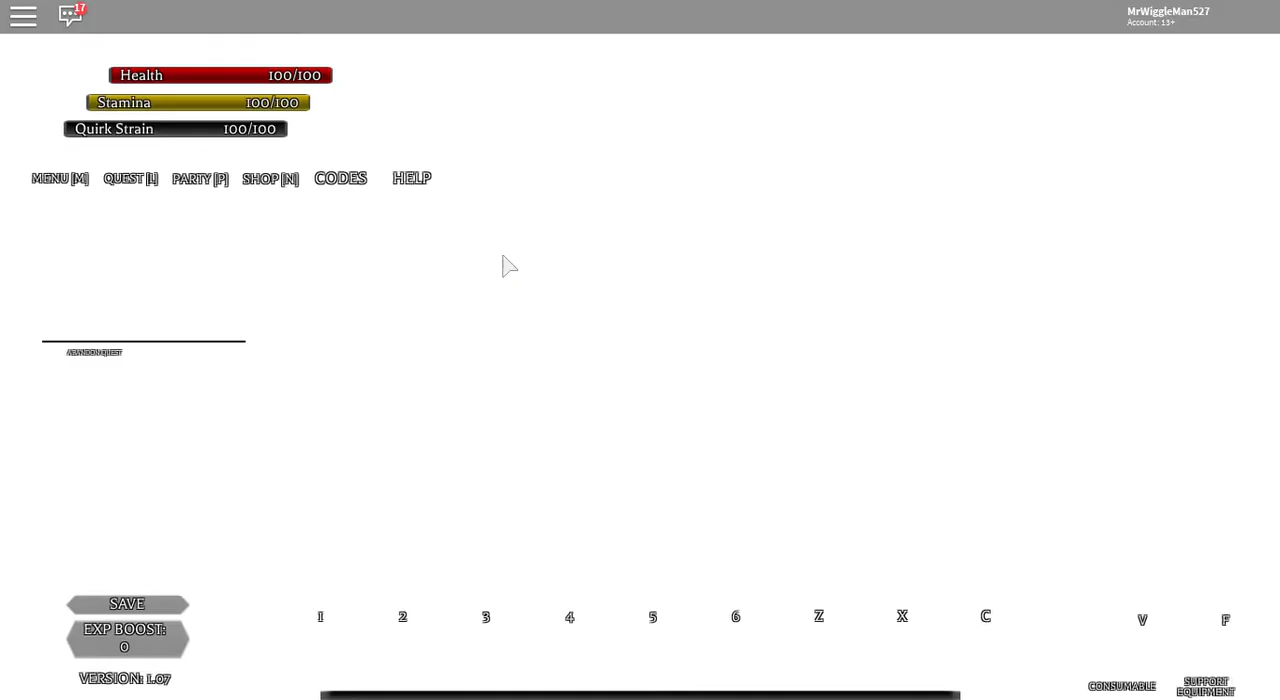 17
MrWiggleMan527
Account: 13+
Health 100/100
Stamina 100/100
Quirk Strain 100/100
MENU [M] QUEST [L] PARTY [P] SHOP [N] CODES HELP
ABANDON QUEST
SAVE
EXP BOOST:
0
1 2 3 4 5 6 Z X C V F
VERSION: 1.07
CONSUMABLE
SUPPORT
EQUIPMENT